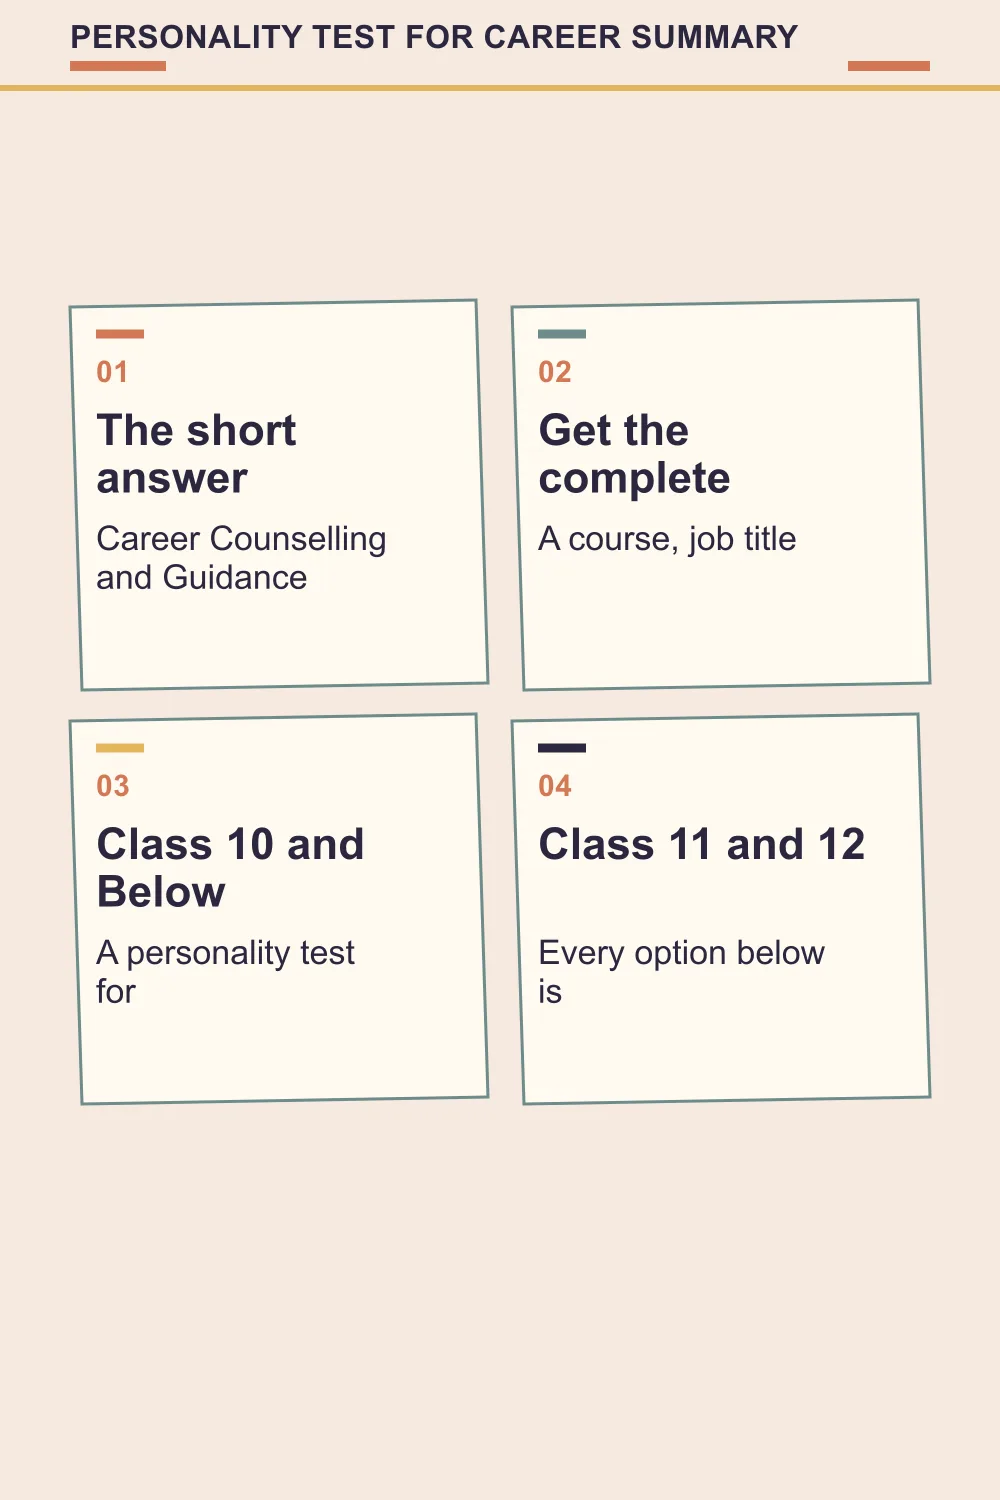 PERSONALITY TEST FOR CAREER SUMMARY
01
The short
answer
Career Counselling
and Guidance
02
Get the
complete
A course, job title
03
Class 10 and
Below
A personality test
for
04
Class 11 and 12
Every option below
is